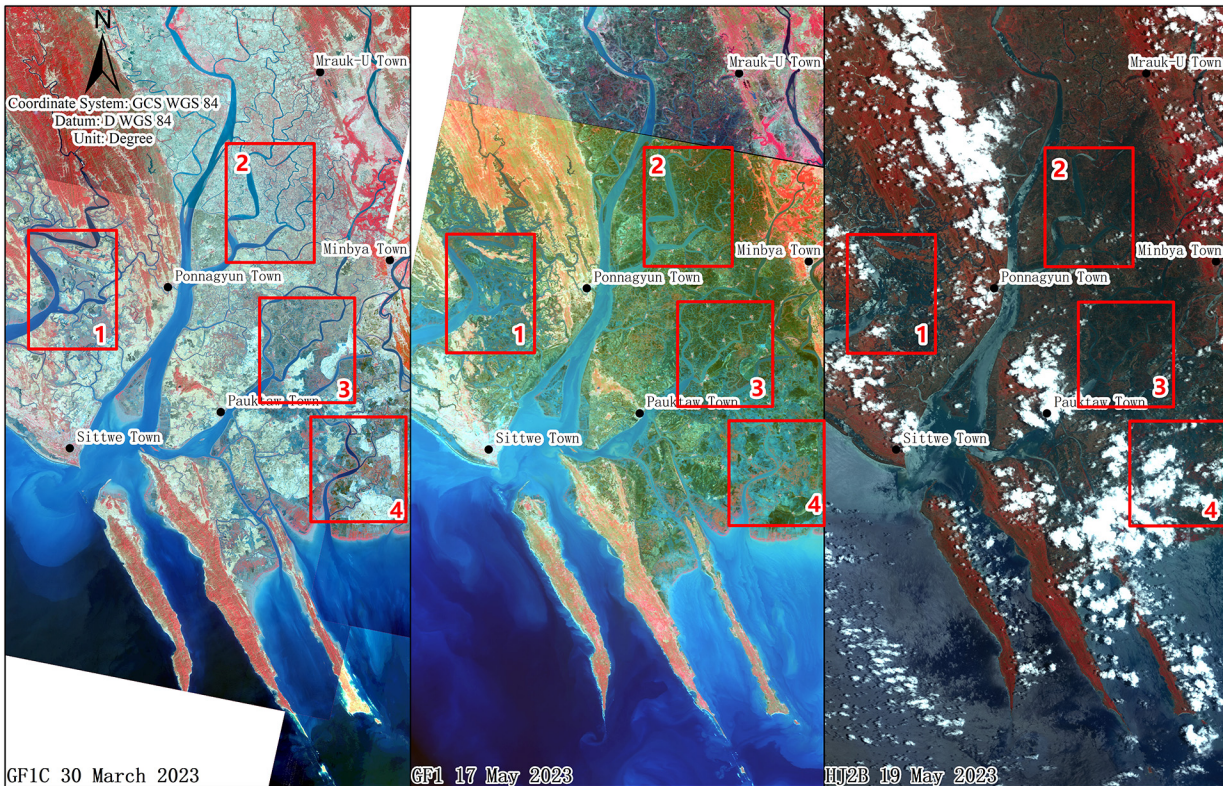 N
Mrauk-U Town
Coordinate System: GCS WGS 84
Datum: D WGS 84
Unit: Degree
2
Minbya Town
Ponnagyun Town
1
3
Pauktaw Town
Sittwe Town
4
GF1C 30 March 2023
Mrauk-U Town
2
Minbya Town
Ponnagyun Town
1
3
Pauktaw Town
Sittwe Town
4
GF1 17 May 2023
Mrauk-U Town
2
Minbya Town
Ponnagyun Town
1
3
Pauktaw Town
Sittwe Town
4
HJ2B 19 May 2023